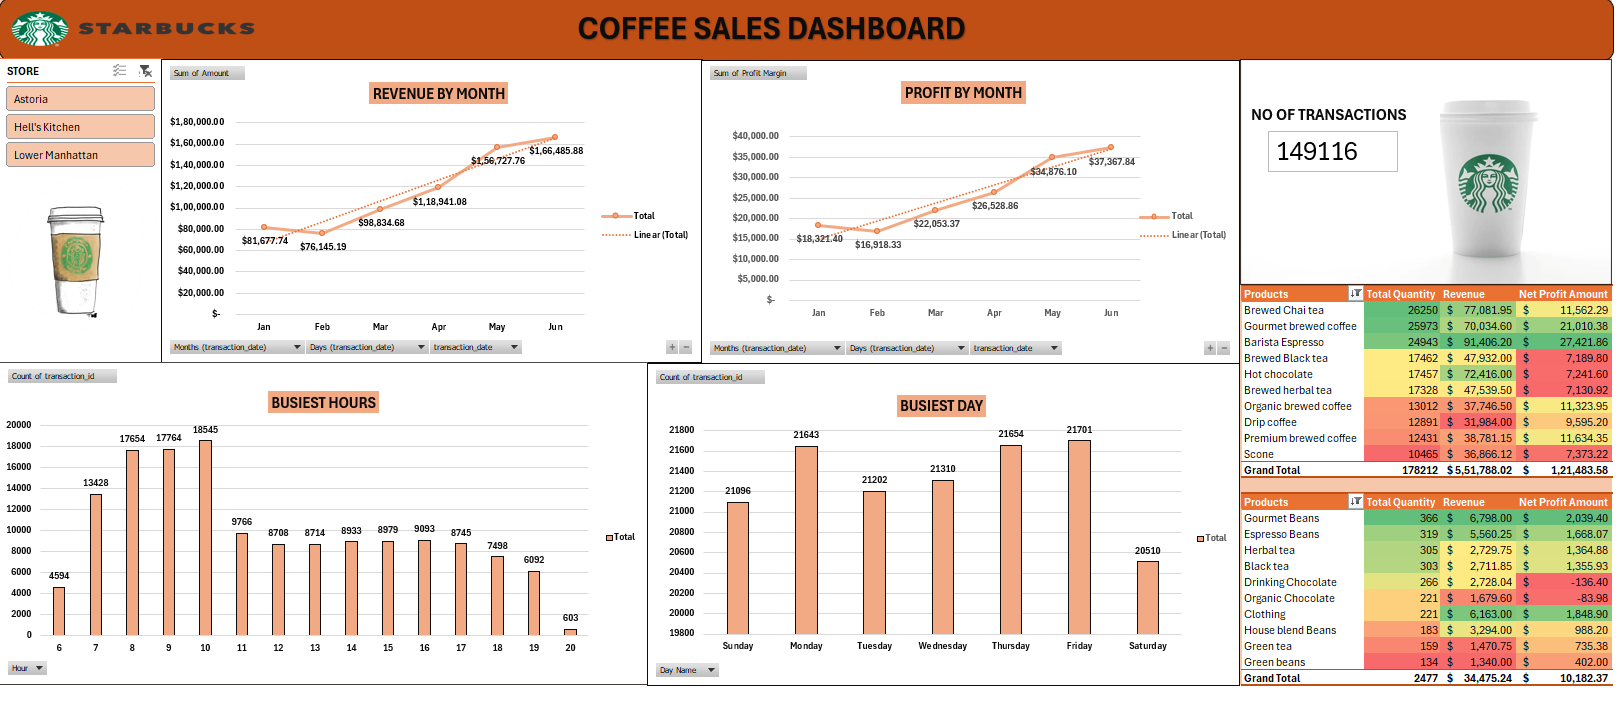 STARBUCKS
COFFEE SALES DASHBOARD
STORE
Astoria
Hell's Kitchen
Lower Manhattan
Sum of Amount
REVENUE BY MONTH
$1,80,000.00
$1,60,000.00
$1,40,000.00
$1,20,000.00
$1,00,000.00
$80,000.00
$60,000.00
$40,000.00
$20,000.00
$-
$81,677.74
$76,145.19
$98,834.68
$1,18,941.08
$1,56,727.76
$1,66,485.88
Jan Feb Mar Apr May Jun
Total
Linear (Total)
Months (transaction_date) Days (transaction_date) transaction_date
Sum of Profit Margin
PROFIT BY MONTH
$40,000.00
$35,000.00
$30,000.00
$25,000.00
$20,000.00
$15,000.00
$10,000.00
$5,000.00
$-
$18,321.40
$16,918.33
$22,053.37
$26,528.86
$34,876.10
$37,367.84
Jan Feb Mar Apr May Jun
Total
Linear (Total)
Months (transaction_date) Days (transaction_date) transaction_date
NO OF TRANSACTIONS
149116
Count of transaction_id
BUSIEST HOURS
20000
18000
16000
14000
12000
10000
8000
6000
4000
2000
0
4594 13428 17654 17764 18545 9766 8708 8714 8933 8979 9093 8745 7498 6092 603
6 7 8 9 10 11 12 13 14 15 16 17 18 19 20
Total
Hour
Count of transaction_id
BUSIEST DAY
21800
21600
21400
21200
21000
20800
20600
20400
20200
20000
19800
21096 21643 21202 21310 21654 21701 20510
Sunday Monday Tuesday Wednesday Thursday Friday Saturday
Total
Day Name
Products Total Quantity Revenue Net Profit Amount
Brewed Chai tea 26250 $ 77,081.95 $ 11,562.29
Gourmet brewed coffee 25973 $ 70,034.60 $ 21,010.38
Barista Espresso 24943 $ 91,406.20 $ 27,421.86
Brewed Black tea 17462 $ 47,932.00 $ 7,189.80
Hot chocolate 17457 $ 72,416.00 $ 7,241.60
Brewed herbal tea 17328 $ 47,539.50 $ 7,130.92
Organic brewed coffee 13012 $ 37,746.50 $ 11,323.95
Drip coffee 12891 $ 31,984.00 $ 9,595.20
Premium brewed coffee 12431 $ 38,781.15 $ 11,634.35
Scone 10465 $ 36,866.12 $ 7,373.22
Grand Total 178212 $ 5,51,788.02 $ 1,21,483.58
Products Total Quantity Revenue Net Profit Amount
Gourmet Beans 366 $ 6,798.00 $ 2,039.40
Espresso Beans 319 $ 5,560.25 $ 1,668.07
Herbal tea 305 $ 2,729.75 $ 1,364.88
Black tea 303 $ 2,711.85 $ 1,355.93
Drinking Chocolate 266 $ 2,728.04 $ -136.40
Organic Chocolate 221 $ 1,679.60 $ -83.98
Clothing 221 $ 6,163.00 $ 1,848.90
House blend Beans 183 $ 3,294.00 $ 988.20
Green tea 159 $ 1,470.75 $ 735.38
Green beans 134 $ 1,340.00 $ 402.00
Grand Total 2477 $ 34,475.24 $ 10,182.37